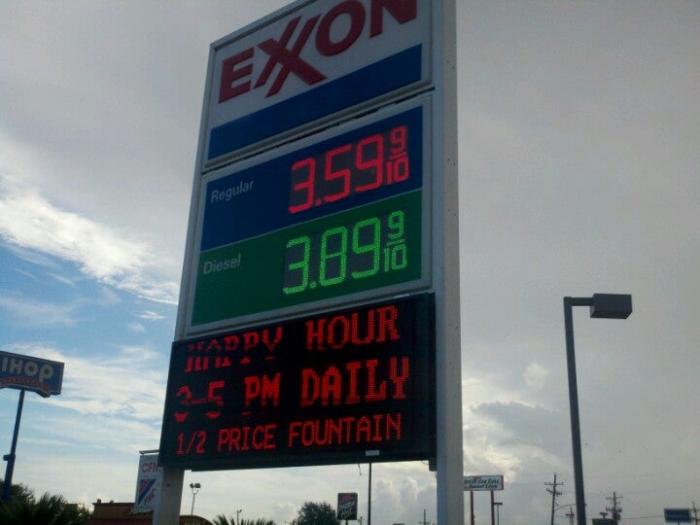 EXXON
Regular
3.59 9/10
Diesel
3.89 9/10
HAPPY HOUR
3-5 PM DAILY
1/2 PRICE FOUNTAIN
IHOP